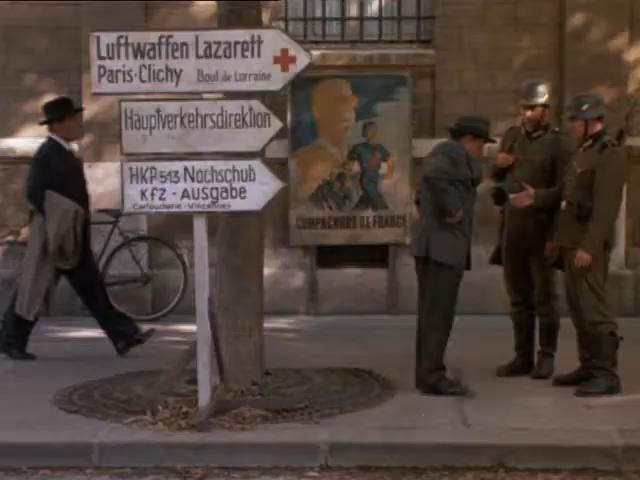 Luftwaffen Lazarett
Paris-Clichy Boul de Lorraine
Hauptverkehrsdirektion
HKP 513 Nachschub
Kfz - Ausgabe
Cartoucherie - Vincennes
COMPAGNONS DE FRANCE